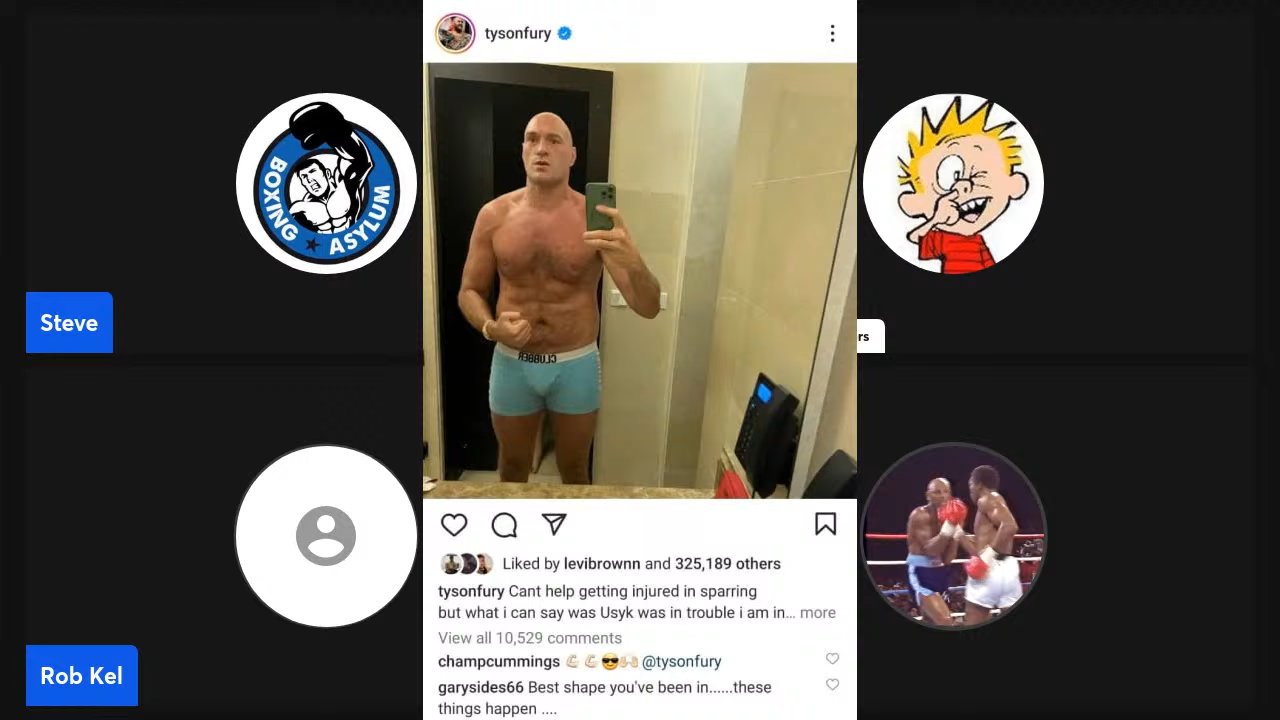 tysonfury
BOXING ASYLUM
CLUBBER
Steve
rs
Liked by levibrownn and 325,189 others
tysonfury Cant help getting injured in sparring
but what i can say was Usyk was in trouble i am in... more
View all 10,529 comments
champcummings 💪🏻💪🏻😎🙌🏻 @tysonfury
garysides66 Best shape you've been in......these
things happen ....
Rob Kel